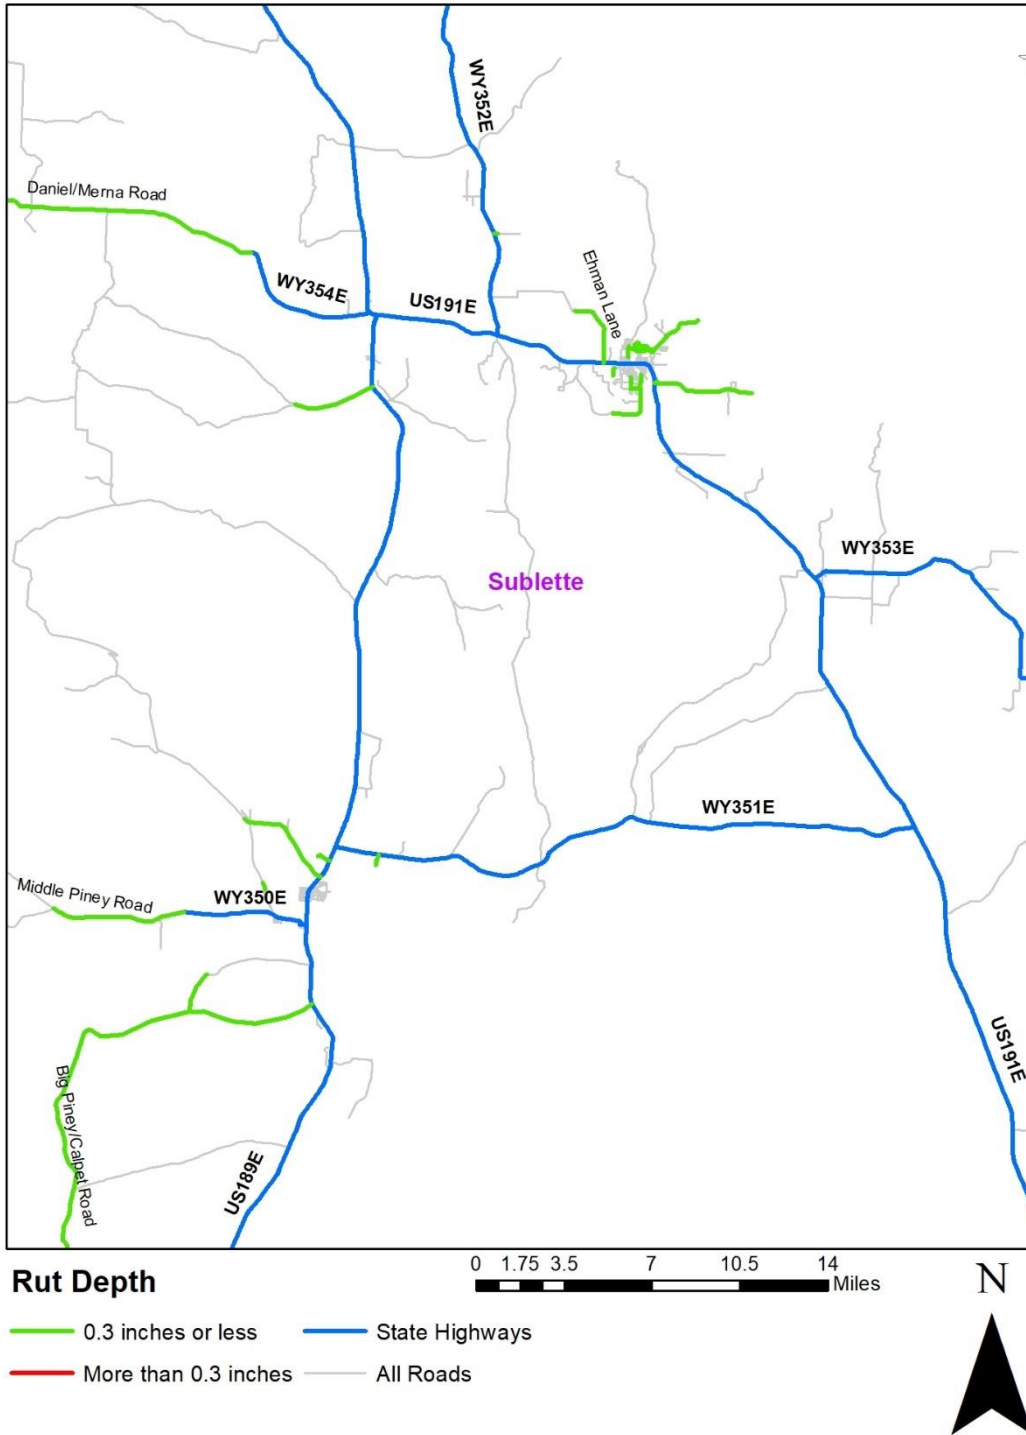 WY352E
Daniel/Merna Road
Ehman Lane
WY354E
US191E
WY353E
Sublette
WY351E
Middle Piney Road
WY350E
US191E
Big Piney/Calpet Road
US189E
Rut Depth
0 1.75 3.5 7 10.5 14
Miles
N
0.3 inches or less
State Highways
More than 0.3 inches
All Roads